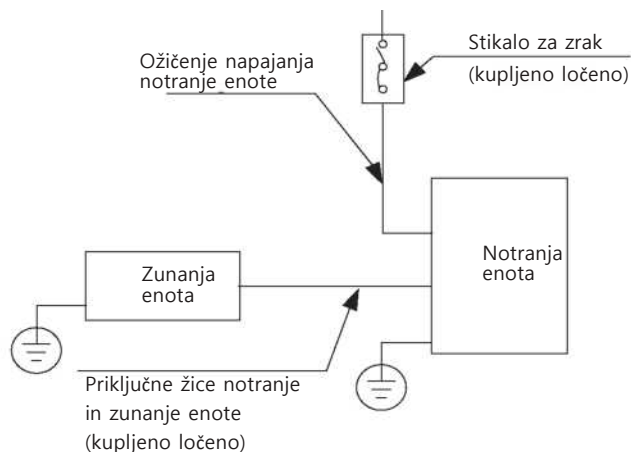 Ožičenje napajanja
notranje enote
Stikalo za zrak
(kupljeno ločeno)
Notranja
enota
Zunanja
enota
Priključne žice notranje
in zunanje enote
(kupljeno ločeno)